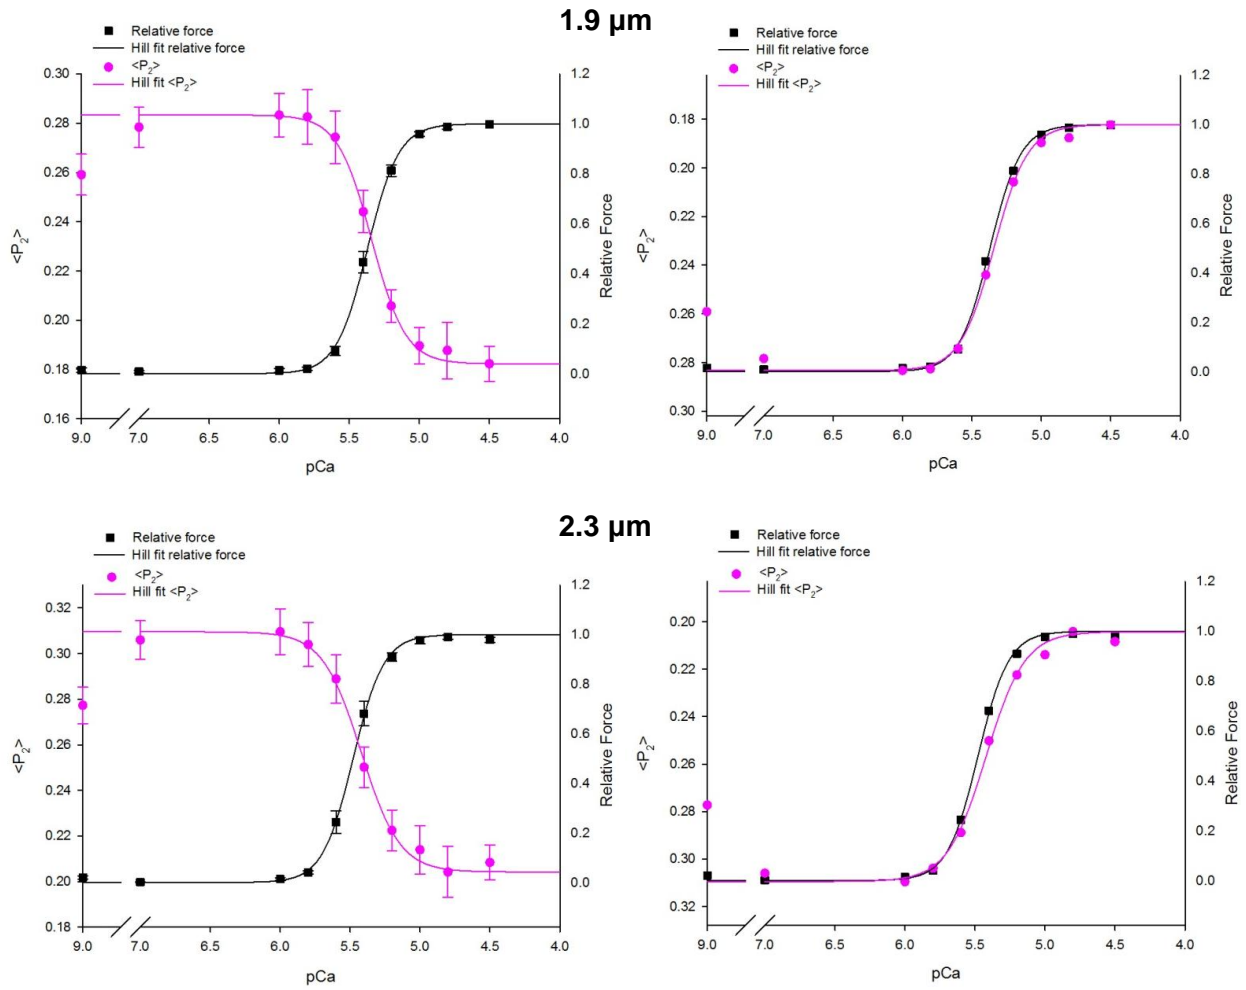 1.9 µm
Relative force
Hill fit relative force
<P2>
Hill fit <P2>
0.30
0.28
0.26
0.24
0.22
0.20
0.18
0.16
<P2>
1.2
1.0
0.8
0.6
0.4
0.2
0.0
Relative Force
9.0 7.0 6.5 6.0 5.5 5.0 4.5 4.0
pCa
Relative force
Hill fit relative force
<P2>
Hill fit <P2>
0.18
0.20
0.22
0.24
0.26
0.28
0.30
<P2>
1.2
1.0
0.8
0.6
0.4
0.2
0.0
Relative Force
9.0 7.0 6.0 5.5 5.0 4.5 4.0
pCa
2.3 µm
Relative force
Hill fit relative force
<P2>
Hill fit <P2>
0.32
0.30
0.28
0.26
0.24
0.22
0.20
0.18
<P2>
1.2
1.0
0.8
0.6
0.4
0.2
0.0
Relative Force
9.0 7.0 6.5 6.0 5.5 5.0 4.5 4.0
pCa
Relative force
Hill fit relative force
<P2>
Hill fit <P2>
0.20
0.22
0.24
0.26
0.28
0.30
0.32
<P2>
1.2
1.0
0.8
0.6
0.4
0.2
0.0
Relative Force
9.0 7.0 6.5 6.0 5.5 5.0 4.5 4.0
pCa